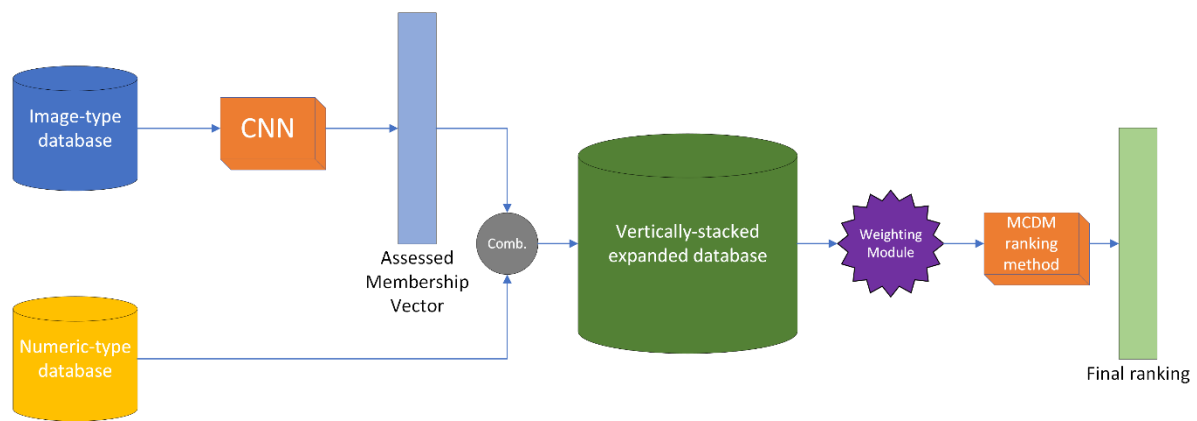 Image-type
database
CNN
Assessed
Membership
Vector
Numeric-type
database
Comb.
Vertically-stacked
expanded database
Weighting
Module
MCDM
ranking
method
Final ranking